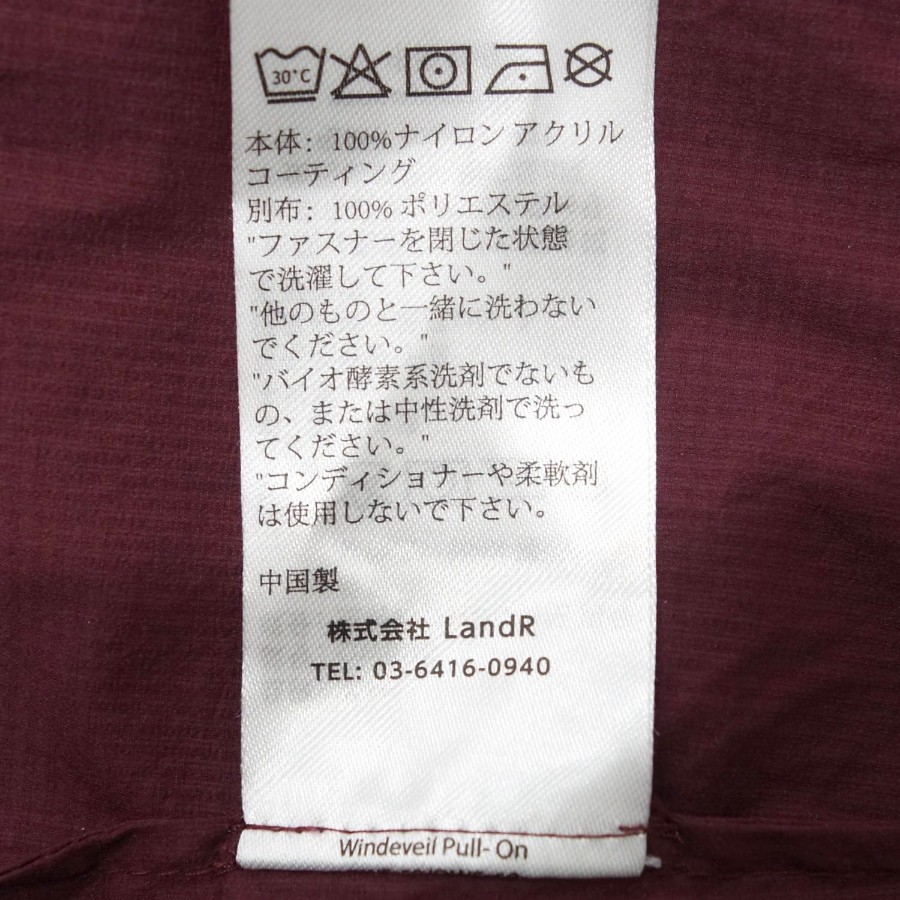 30°C
本体: 100%ナイロン アクリル
コーティング
別布: 100% ポリエステル
"ファスナーを閉じた状態
で洗濯して下さい。"
"他のものと一緒に洗わない
でください。"
"バイオ酵素系洗剤でないも
の、または中性洗剤で洗っ
てください。"
"コンディショナーや柔軟剤
は使用しないで下さい。
中国製
株式会社 LandR
TEL: 03-6416-0940
Windeveil Pull- On